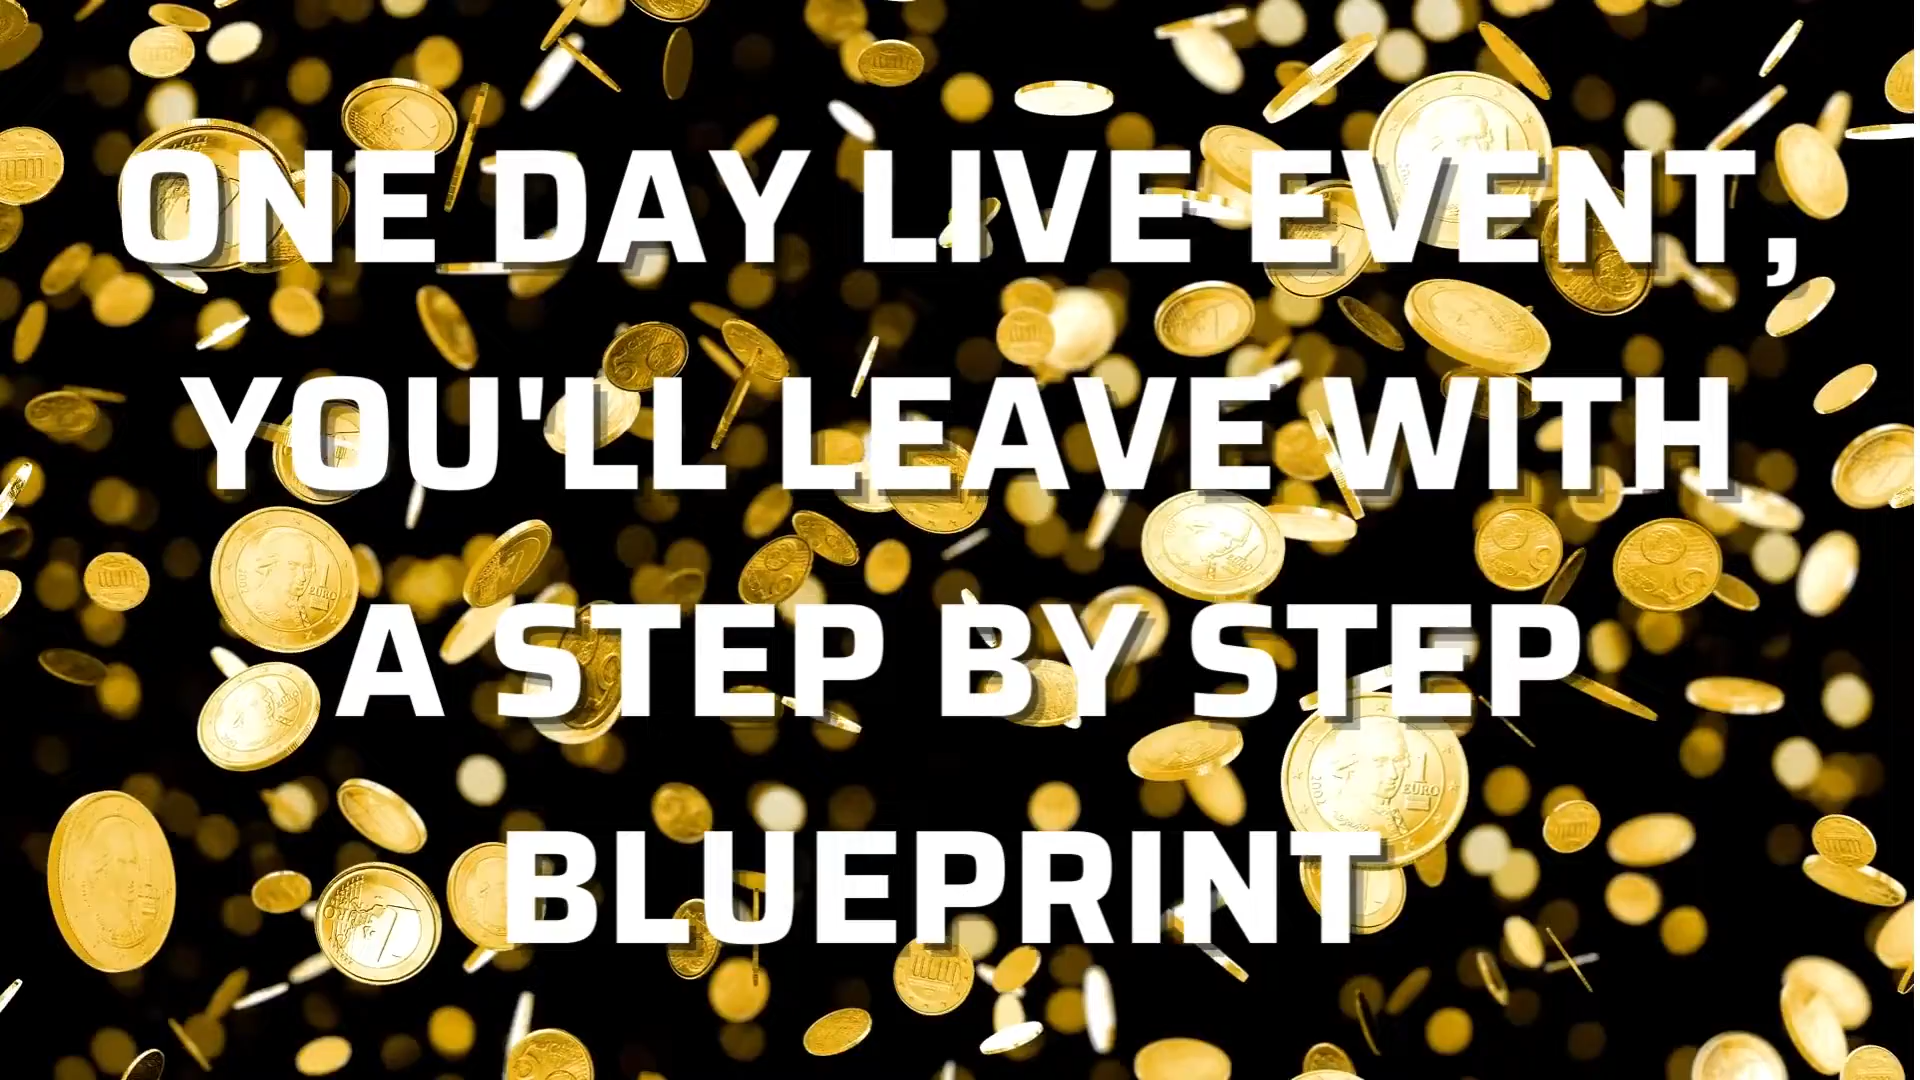 ONE DAY LIVE EVENT,
YOU'LL LEAVE WITH
A STEP BY STEP
BLUEPRINT